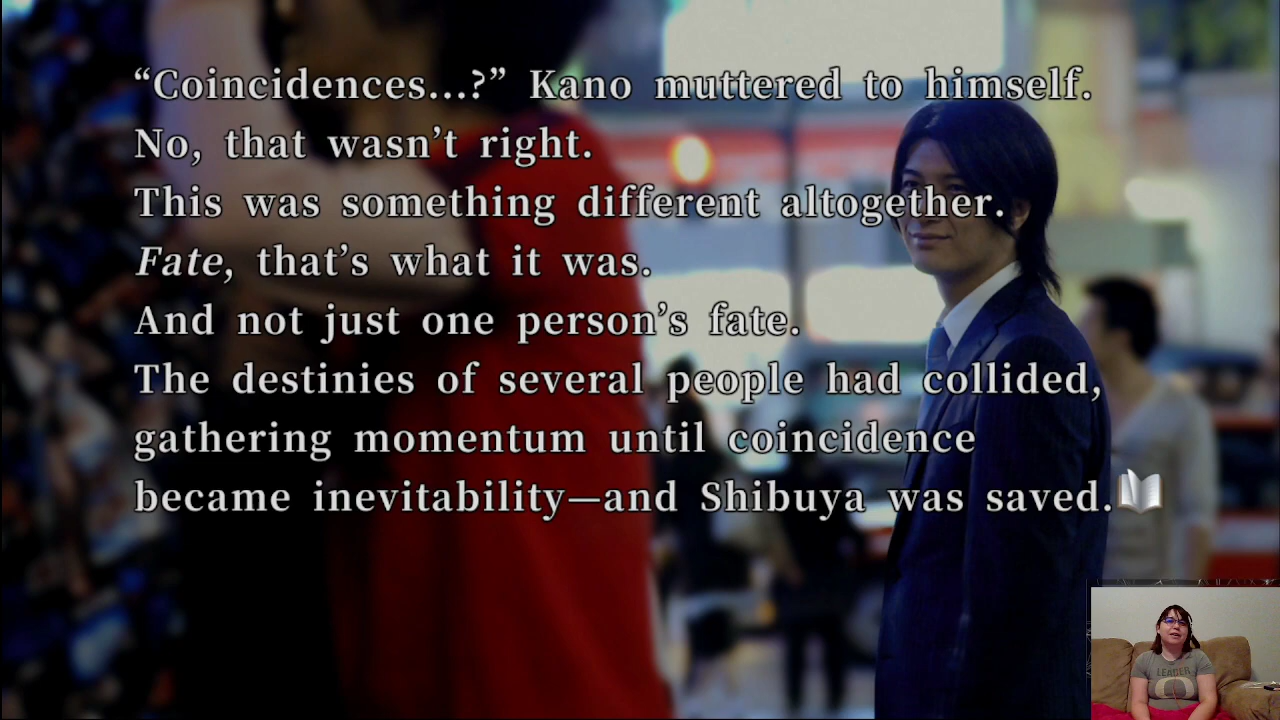 “Coincidences...?” Kano muttered to himself.
No, that wasn’t right.
This was something different altogether.
Fate, that’s what it was.
And not just one person’s fate.
The destinies of several people had collided,
gathering momentum until coincidence
became inevitability—and Shibuya was saved.
LEADER